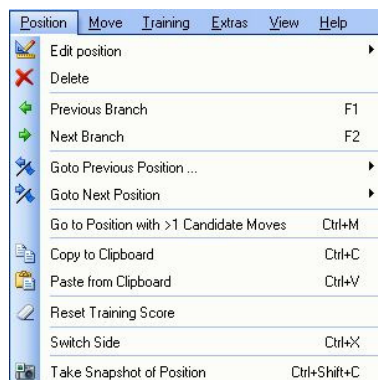 Position Move Training Extras View Help
Edit position
Delete
Previous Branch F1
Next Branch F2
Goto Previous Position ...
Goto Next Position
Go to Position with >1 Candidate Moves Ctrl+M
Copy to Clipboard Ctrl+C
Paste from Clipboard Ctrl+V
Reset Training Score
Switch Side Ctrl+X
Take Snapshot of Position Ctrl+Shift+C